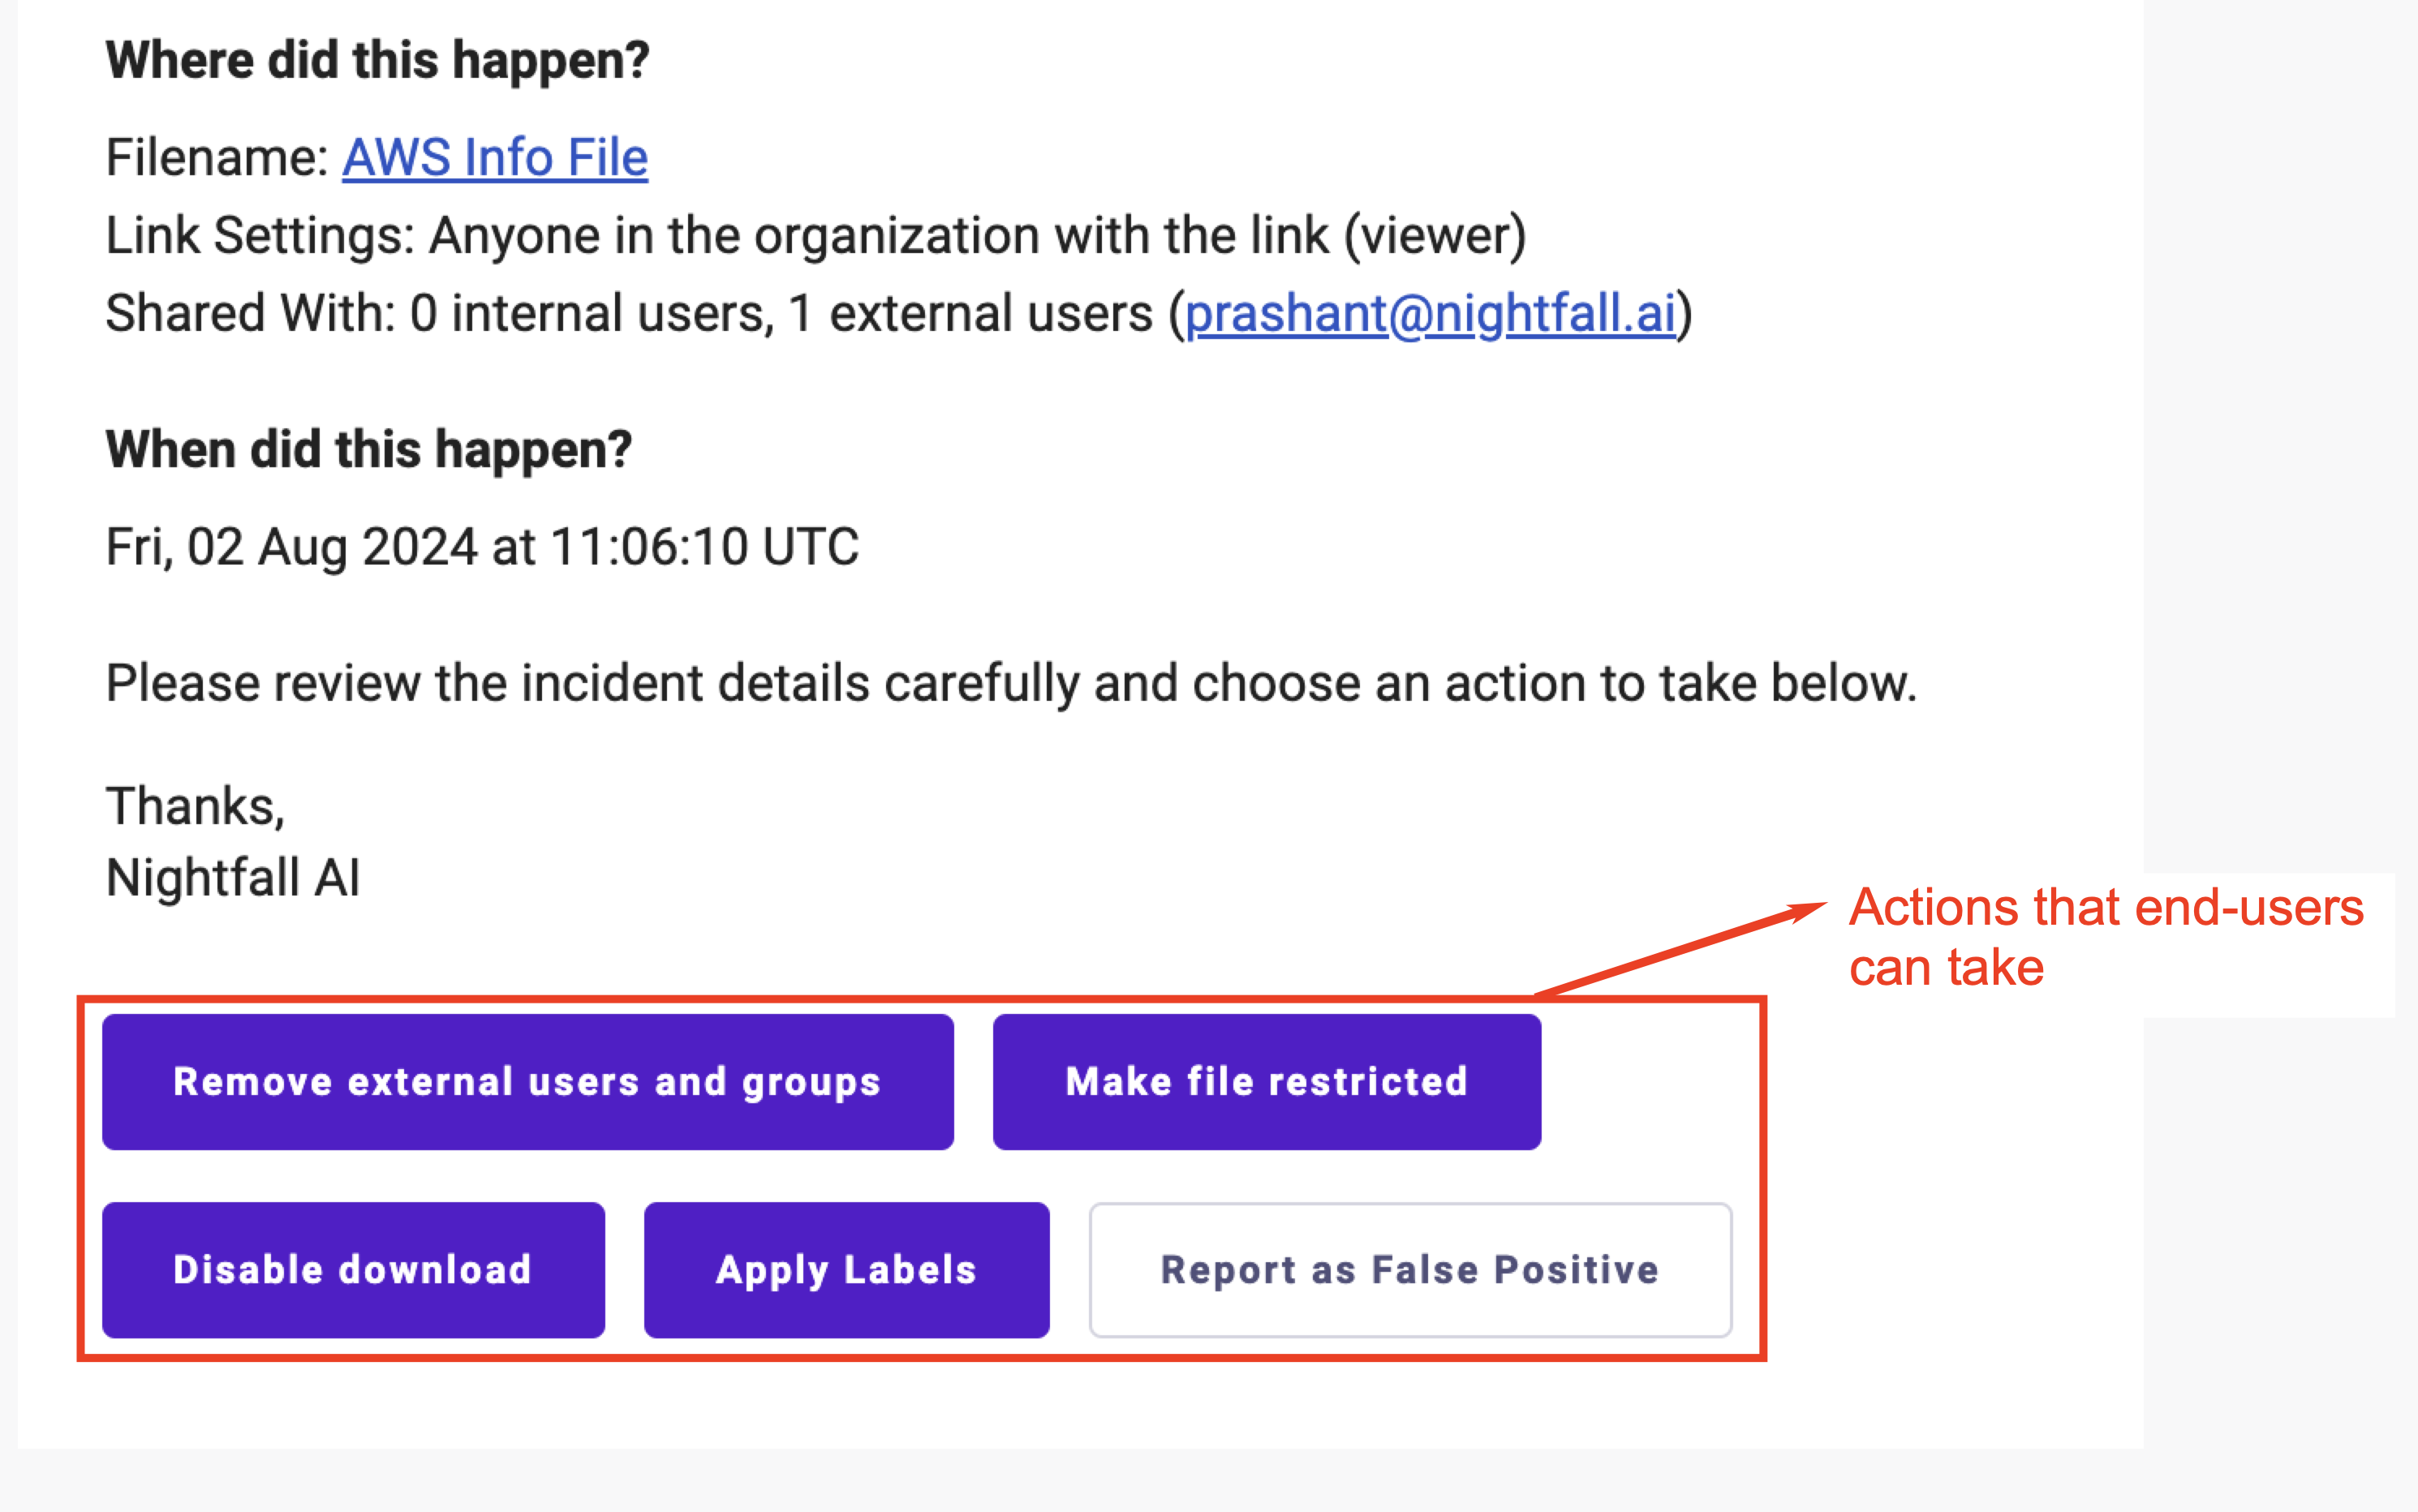 Where did this happen?
Filename: AWS Info File
Link Settings: Anyone in the organization with the link (viewer)
Shared With: 0 internal users, 1 external users (prashant@nightfall.ai)
When did this happen?
Fri, 02 Aug 2024 at 11:06:10 UTC
Please review the incident details carefully and choose an action to take below.
Thanks,
Nightfall AI
Actions that end-users
can take
Remove external users and groups
Make file restricted
Disable download
Apply Labels
Report as False Positive